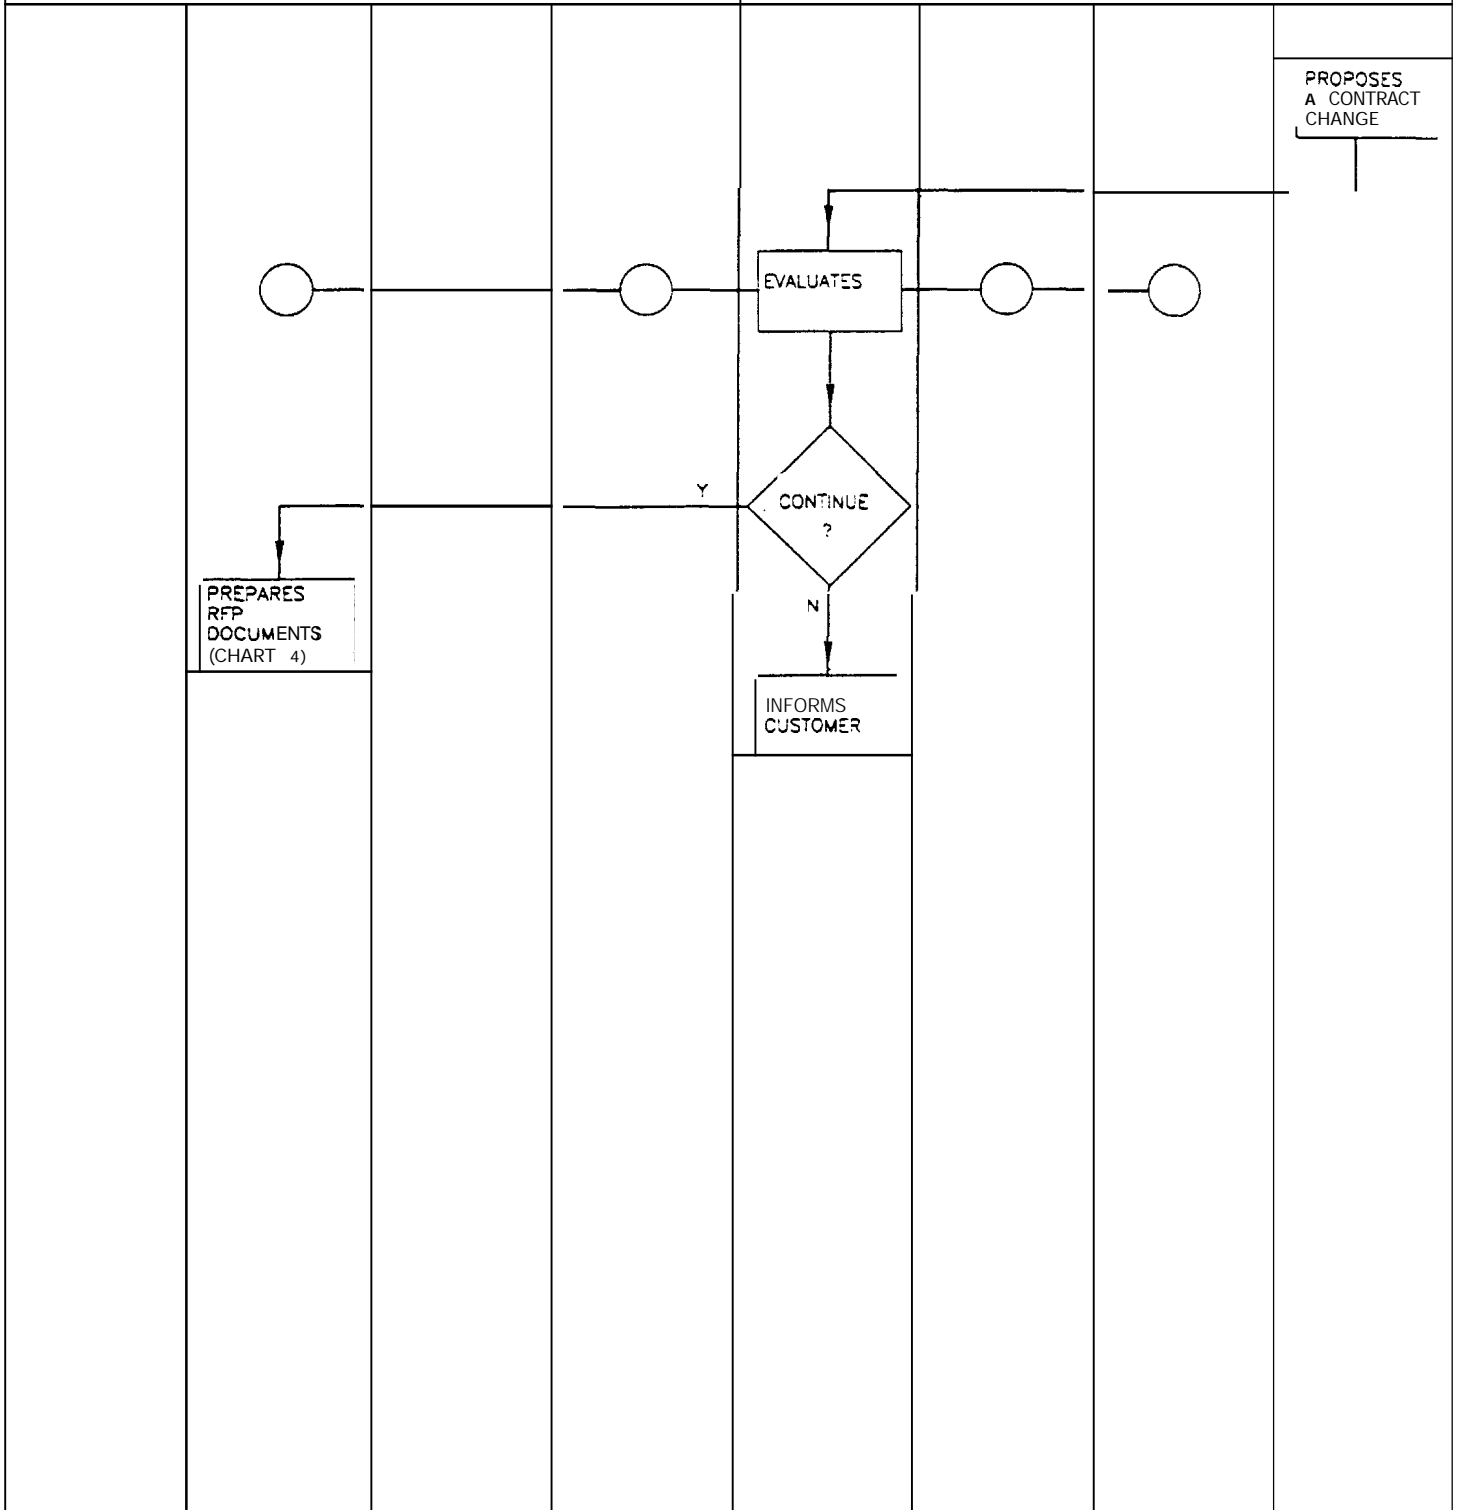 PROPOSES
A CONTRACT
CHANGE
EVALUATES
Y
CONTINUE
?
PREPARES
RFP
DOCUMENTS
(CHART 4)
N
INFORMS
CUSTOMER